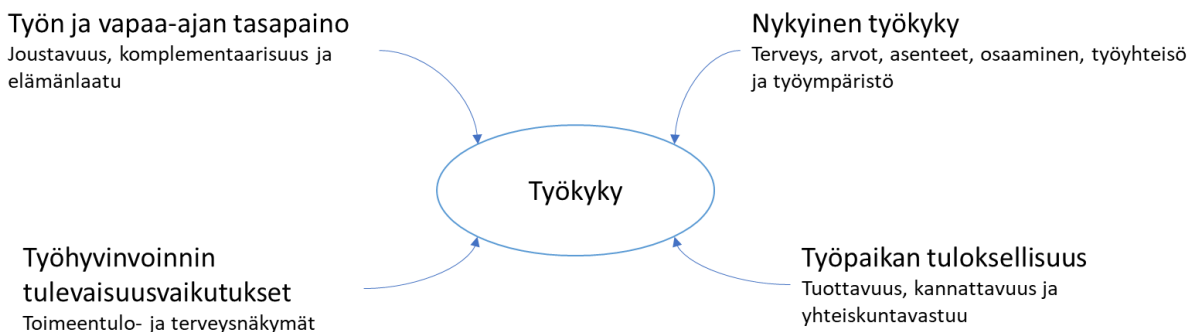 Työn ja vapaa-ajan tasapaino
Joustavuus, komplementaarisuus ja
elämänlaatu
Nykyinen työkyky
Terveys, arvot, asenteet, osaaminen, työyhteisö
ja työympäristö
Työkyky
Työhyvinvoinnin
tulevaisuusvaikutukset
Toimeentulo- ja terveysnäkymät
Työpaikan tuloksellisuus
Tuottavuus, kannattavuus ja
yhteiskuntavastuu